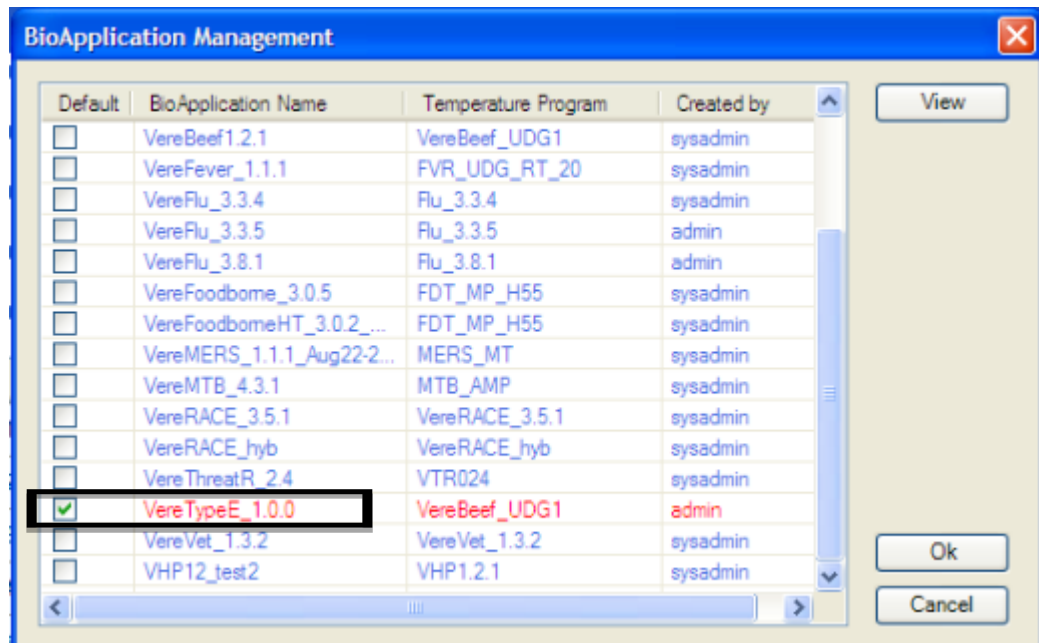 BioApplication Management
Default BioApplication Name Temperature Program Created by View
VereBeef1.2.1 VereBeef_UDG1 sysadmin
VereFever_1.1.1 FVR_UDG_RT_20 sysadmin
VereFlu_3.3.4 Flu_3.3.4 sysadmin
VereFlu_3.3.5 Flu_3.3.5 admin
VereFlu_3.8.1 Flu_3.8.1 admin
VereFoodborne_3.0.5 FDT_MP_H55 sysadmin
VereFoodborneHT_3.0.2_... FDT_MP_H55 sysadmin
VereMERS_1.1.1_Aug22-2... MERS_MT sysadmin
VereMTB_4.3.1 MTB_AMP sysadmin
VereRACE_3.5.1 VereRACE_3.5.1 sysadmin
VereRACE_hyb VereRACE_hyb sysadmin
VereThreatR_2.4 VTR024 sysadmin
VereTypeE_1.0.0 VereBeef_UDG1 admin
VereVet_1.3.2 VereVet_1.3.2 sysadmin
Ok
VHP12_test2 VHP1.2.1 sysadmin
Cancel